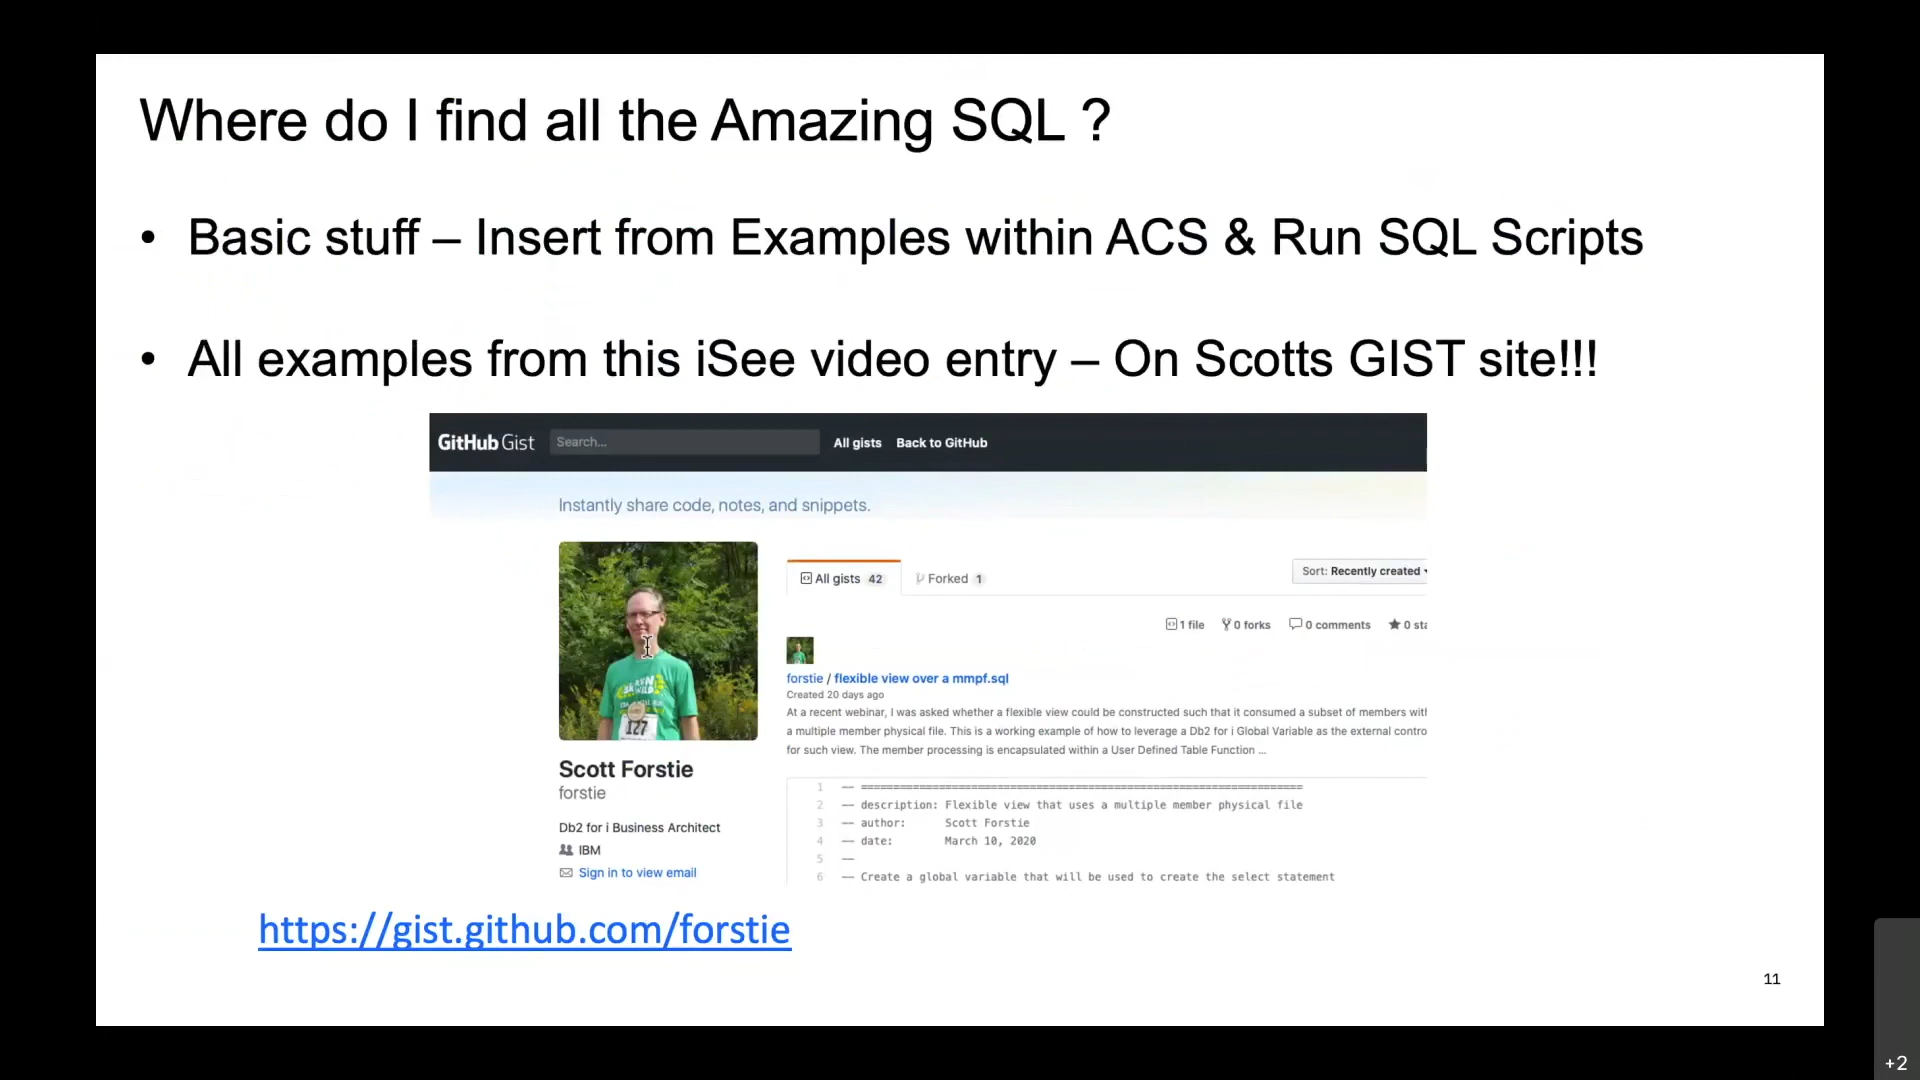 Where do I find all the Amazing SQL ?
• Basic stuff – Insert from Examples within ACS & Run SQL Scripts
• All examples from this iSee video entry – On Scotts GIST site!!!
GitHub Gist Search... All gists Back to GitHub
Instantly share code, notes, and snippets.
All gists 42 Forked 1
Sort: Recently created
1 file 0 forks 0 comments 0 sta
forstie / flexible view over a mmpf.sql
Created 20 days ago
At a recent webinar, I was asked whether a flexible view could be constructed such that it consumed a subset of members wit
a multiple member physical file. This is a working example of how to leverage a Db2 for i Global Variable as the external contro
for such view. The member processing is encapsulated within a User Defined Table Function ...
127
Scott Forstie
forstie
Db2 for i Business Architect
IBM
Sign in to view email
1 -- =================================================================
2 -- description: Flexible view that uses a multiple member physical file
3 -- author: Scott Forstie
4 -- date: March 10, 2020
5 --
6 -- Create a global variable that will be used to create the select statement
https://gist.github.com/forstie
11
+2